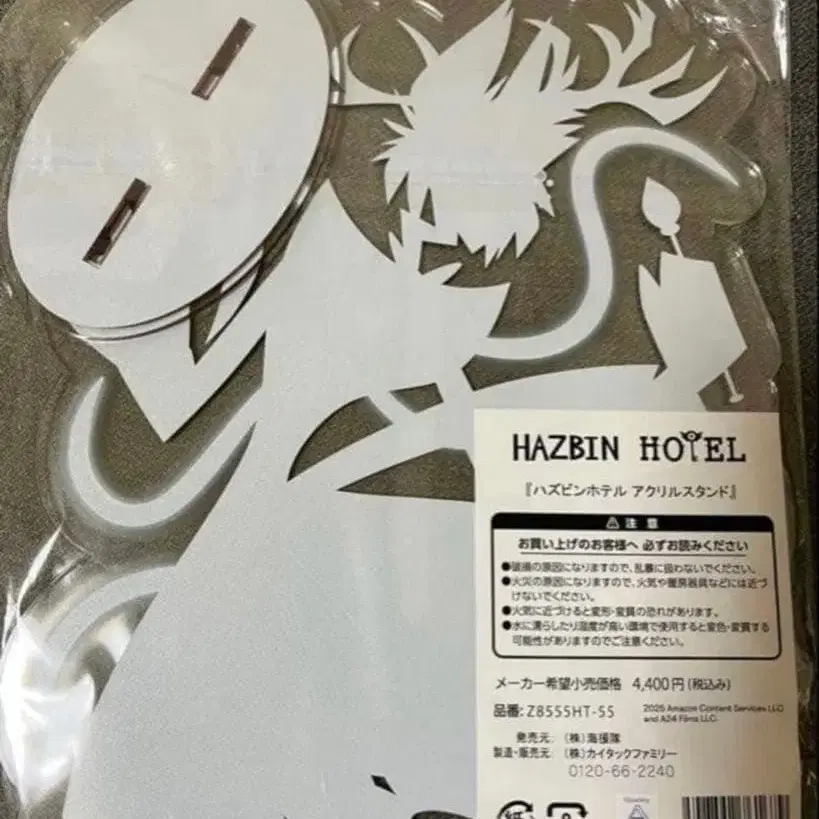 HAZBIN HOTEL
『ハズビンホテル アクリルスタンド』
⚠ 注 意
お買い上げのお客様へ 必ずお読みください
●破損の原因になりますので、乱暴に扱わないでください。
●火災の原因になりますので、火気や暖房器具などには近づ
けないでください。
●火気に近づけると変形・変質の恐れがあります。
●水に濡らしたり湿度が高い環境で使用すると変色・変質する
可能性がありますのでご注意ください。
メーカー希望小売価格 4,400円(税込み)
品番:Z8555HT-55
2025 Amazon Content Services LLC
and A24 Films LLC.
発売元: (株)海援隊
製造・販売元: (株)カイタックファミリー
0120-66-2240
紙